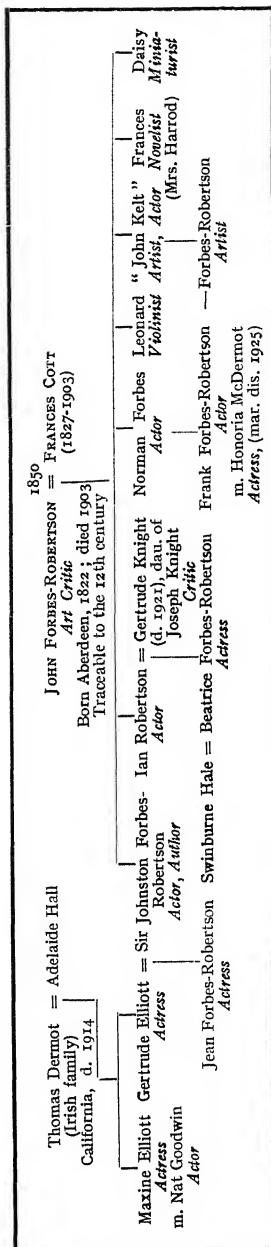 1850
Thomas Dermot = Adelaide Hall
(Irish family)
California, d. 1914
JOHN FORBES-ROBERTSON = FRANCES COTT
Art Critic
(1827-1903)
Born Aberdeen, 1822; died 1903
Traceable to the 12th century
Maxine Elliott
Actress
m. Nat Goodwin
Actor
Gertrude Elliott = Sir Johnston Forbes-
Actress
Robertson
Actor, Author
Ian Robertson = Gertrude Knight
Actor
(d. 1921), dau. of
Joseph Knight
Critic
Norman Forbes
Actor
Leonard
Violinist
"John Kelt"
Artist, Actor
Frances
Novelist
(Mrs. Harrod)
Daisy
Minia-
turist
Jean Forbes-Robertson
Actress
Swinburne Hale = Beatrice Forbes-Robertson
Actress
Frank Forbes-Robertson
Actor
m. Honoria McDermot
Actress, (mar. dis. 1925)
—Forbes-Robertson
Artist